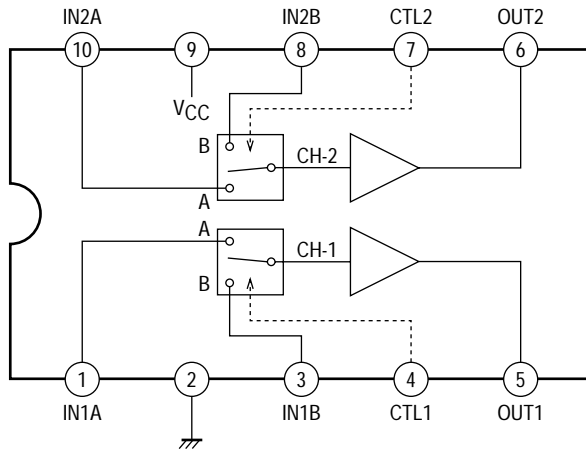 IN2A IN2B CTL2 OUT2
10 9 8 7 6
VCC
B
CH-2
A
A
CH-1
B
1 2 3 4 5
IN1A IN1B CTL1 OUT1